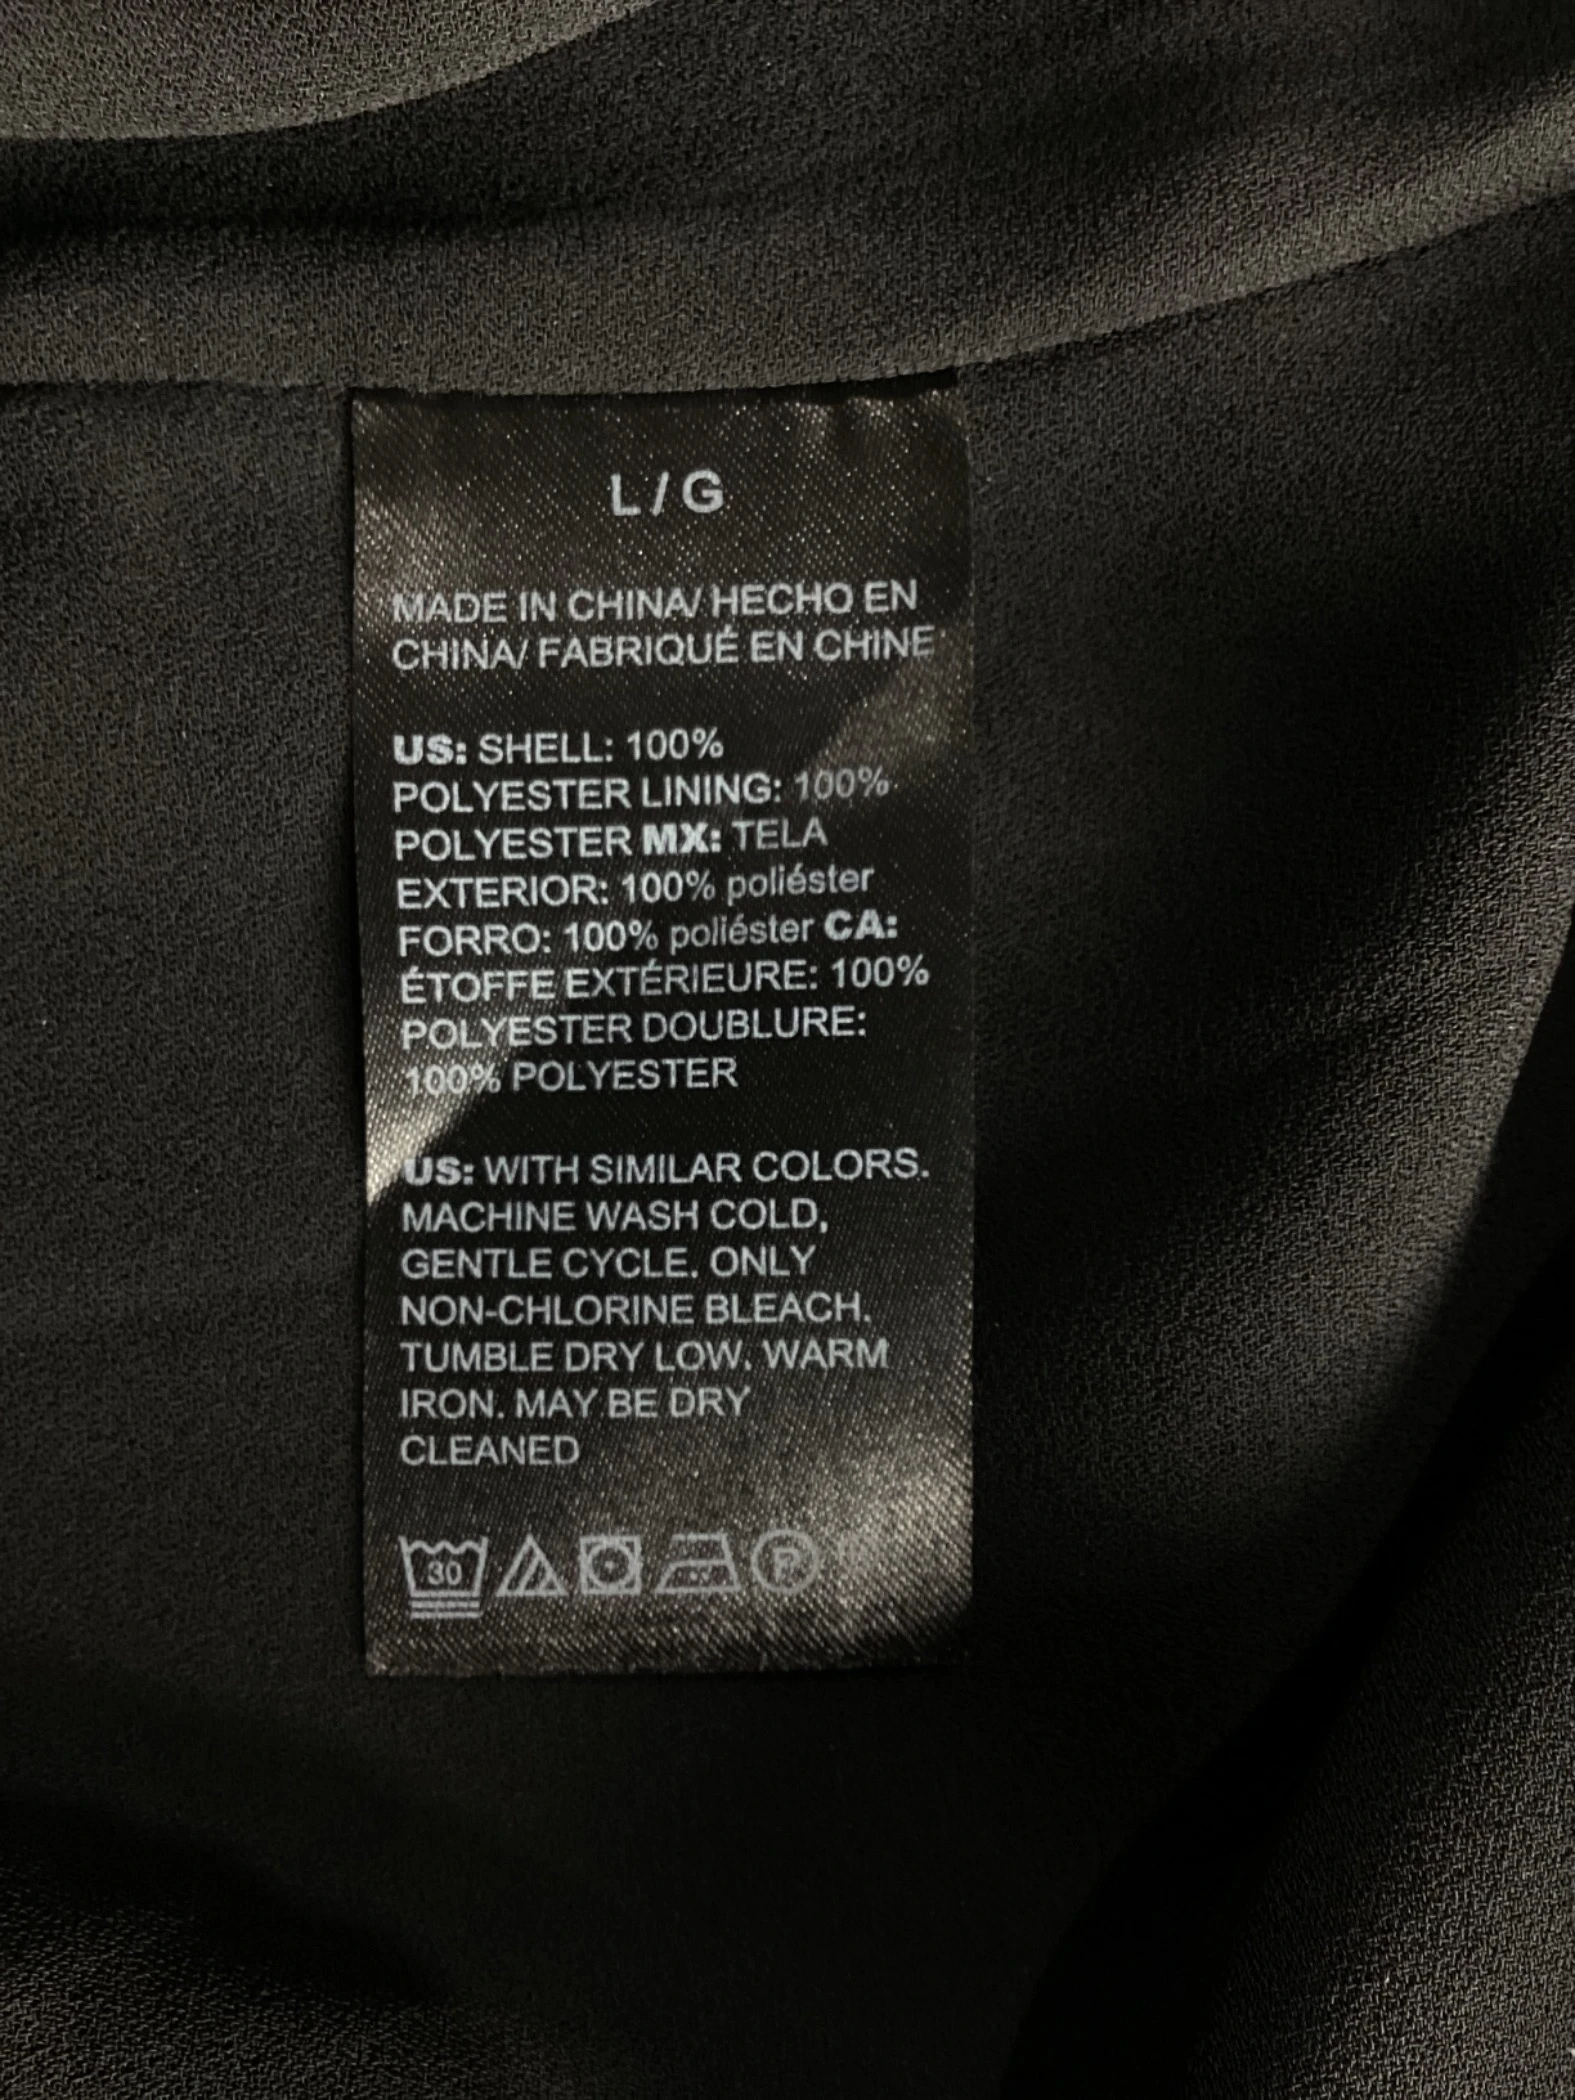 L / G
MADE IN CHINA/ HECHO EN
CHINA/ FABRIQUÉ EN CHINE
US: SHELL: 100%
POLYESTER LINING: 100%
POLYESTER MX: TELA
EXTERIOR: 100% poliéster
FORRO: 100% poliéster CA:
ÉTOFFE EXTÉRIEURE: 100%
POLYESTER DOUBLURE:
100% POLYESTER
US: WITH SIMILAR COLORS.
MACHINE WASH COLD,
GENTLE CYCLE. ONLY
NON-CHLORINE BLEACH.
TUMBLE DRY LOW. WARM
IRON. MAY BE DRY
CLEANED
30 P